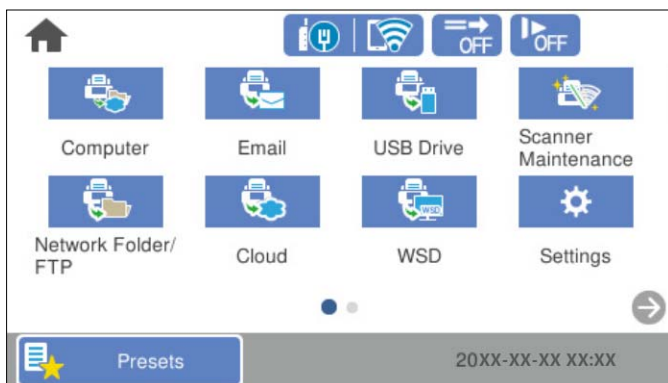 OFF
OFF
Computer
Email
USB Drive
Scanner
Maintenance
WSD
Network Folder/
FTP
Cloud
WSD
Settings
Presets
20XX-XX-XX XX:XX